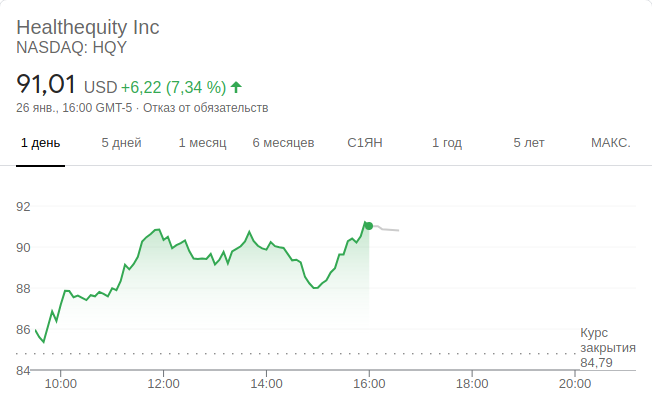 Healthequity Inc
NASDAQ: HQY
91,01 USD +6,22 (7,34 %)
26 янв., 16:00 GMT-5 · Отказ от обязательств
1 день 5 дней 1 месяц 6 месяцев С1ЯН 1 год 5 лет МАКС.
92
90
88
86
Курс
закрытия
84,79
84
10:00 12:00 14:00 16:00 18:00 20:00